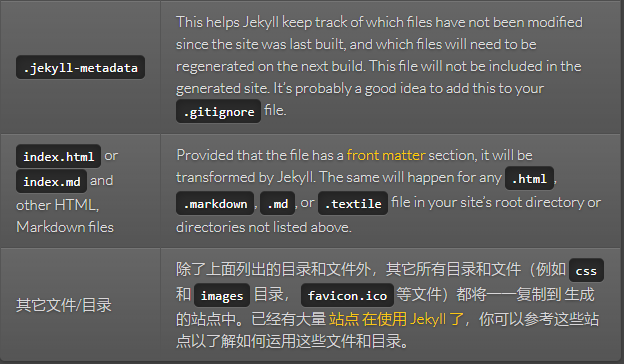 This helps Jekyll keep track of which files have not been modified
since the site was last built, and which files will need to be
.jekyll-metadata
regenerated on the next build. This file will not be included in the
generated site. It’s probably a good idea to add this to your
.gitignore file.
index.html or
index.md and
other HTML,
Markdown files
Provided that the file has a front matter section, it will be
transformed by Jekyll. The same will happen for any .html,
.markdown, .md, or .textile file in your site’s root directory or
directories not listed above.
其它文件/目录
除了上面列出的目录和文件外，其它所有目录和文件（例如 css
和 images 目录， favicon.ico 等文件）都将一一复制到 生成
的站点中。已经有大量 站点 在使用 Jekyll 了，你可以参考这些站
点以了解如何运用这些文件和目录。